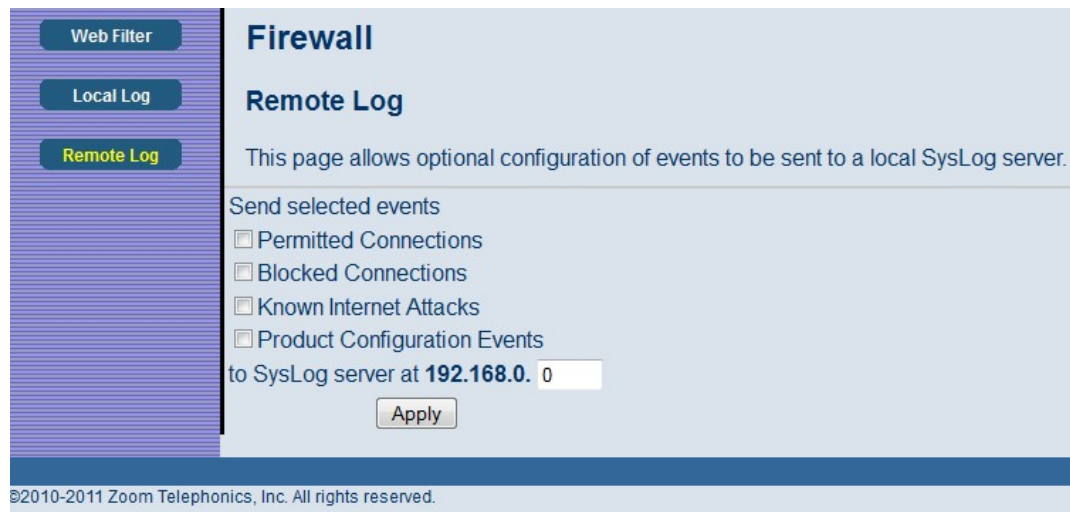 Web Filter
Local Log
Remote Log
Firewall
Remote Log
This page allows optional configuration of events to be sent to a local SysLog server.
Send selected events
Permitted Connections
Blocked Connections
Known Internet Attacks
Product Configuration Events
to SysLog server at 192.168.0. 0
Apply
©2010-2011 Zoom Telephonics, Inc. All rights reserved.